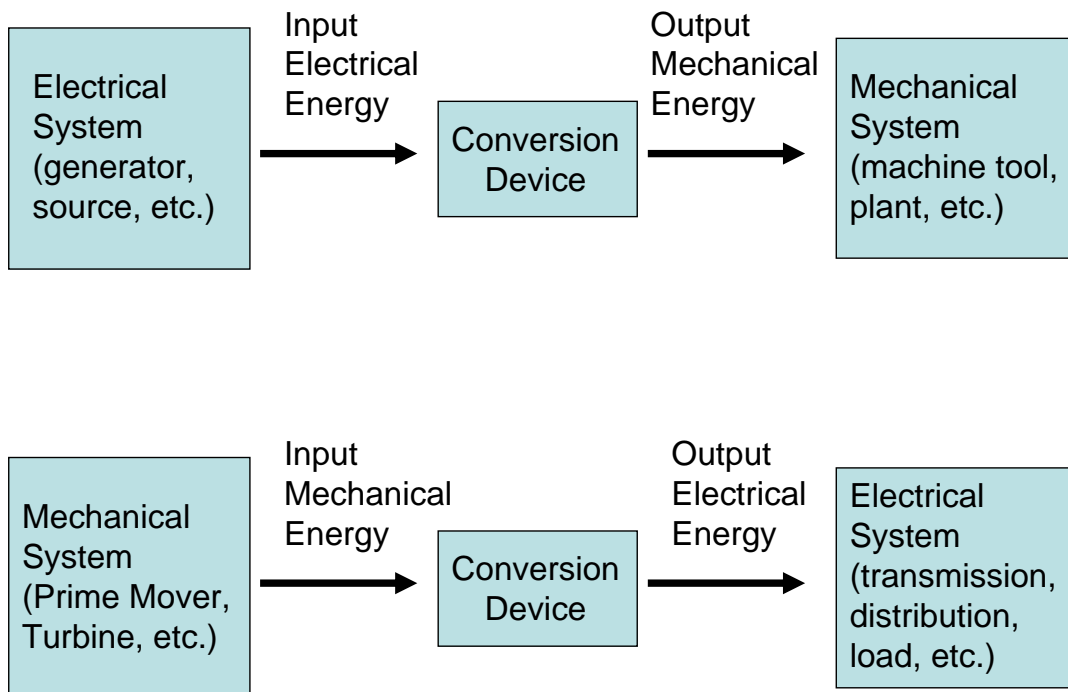 Electrical
System
(generator,
source, etc.)
Input
Electrical
Energy
Conversion
Device
Output
Mechanical
Energy
Mechanical
System
(machine tool,
plant, etc.)
Mechanical
System
(Prime Mover,
Turbine, etc.)
Input
Mechanical
Energy
Conversion
Device
Output
Electrical
Energy
Electrical
System
(transmission,
distribution,
load, etc.)